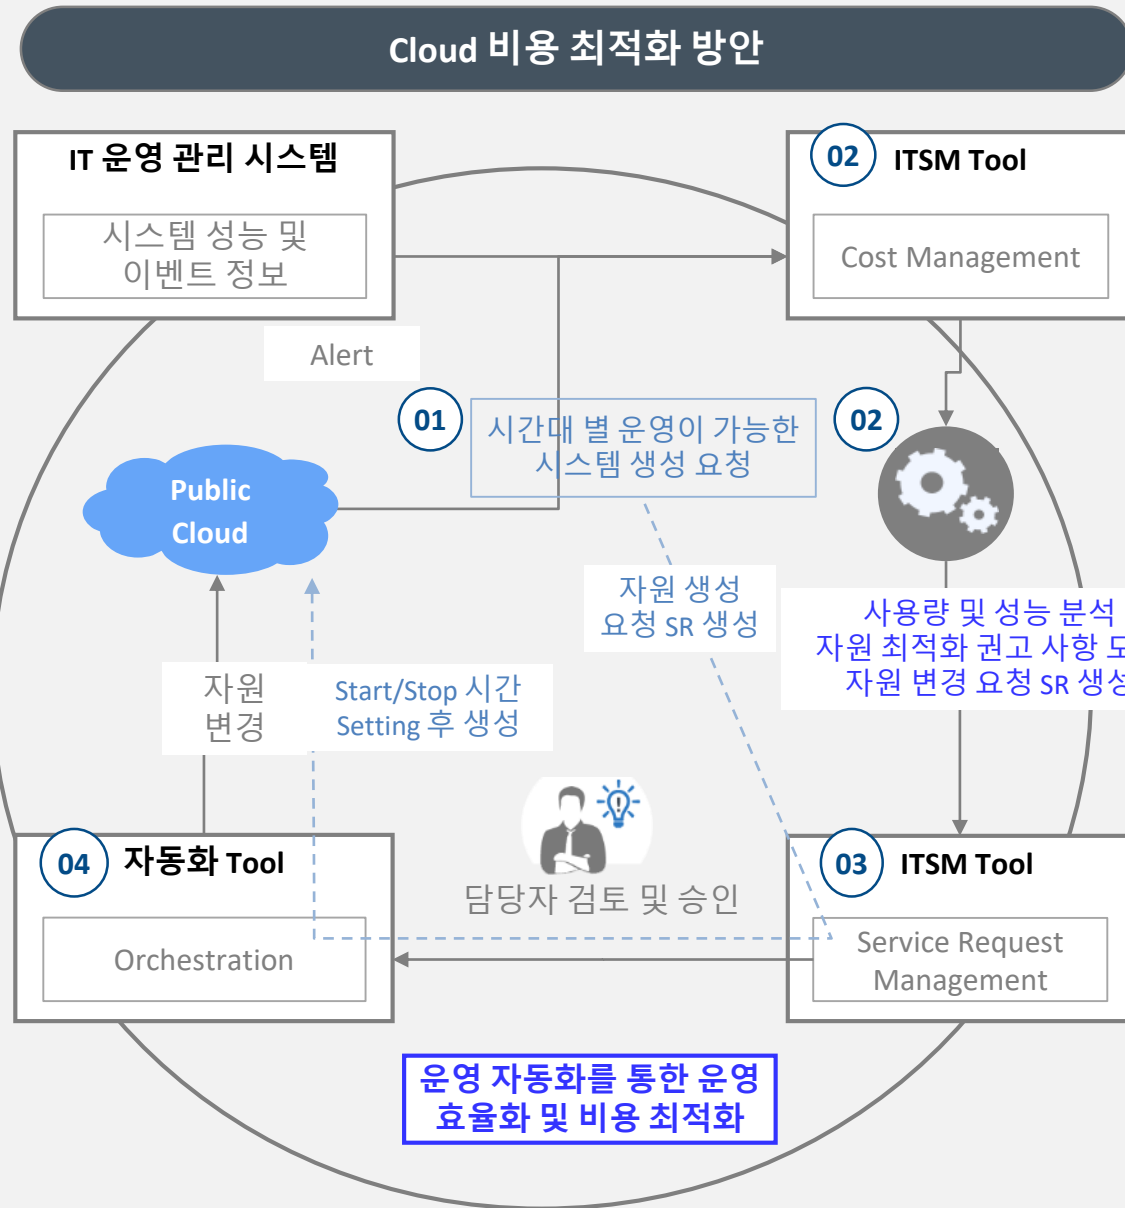 Cloud 비용 최적화 방안
IT 운영 관리 시스템
시스템 성능 및
이벤트 정보
02
ITSM Tool
Cost Management
Alert
01
시간대 별 운영이 가능한
시스템 생성 요청
02
Public
Cloud
자원 생성
요청 SR 생성
사용량 및 성능 분석
자원 최적화 권고 사항
자원 변경 요청 SR 생성
자원
변경
Start/Stop 시간
Setting 후 생성
04
자동화 Tool
Orchestration
담당자 검토 및 승인
03
ITSM Tool
Service Request
Management
운영 자동화를 통한 운영
효율화 및 비용 최적화